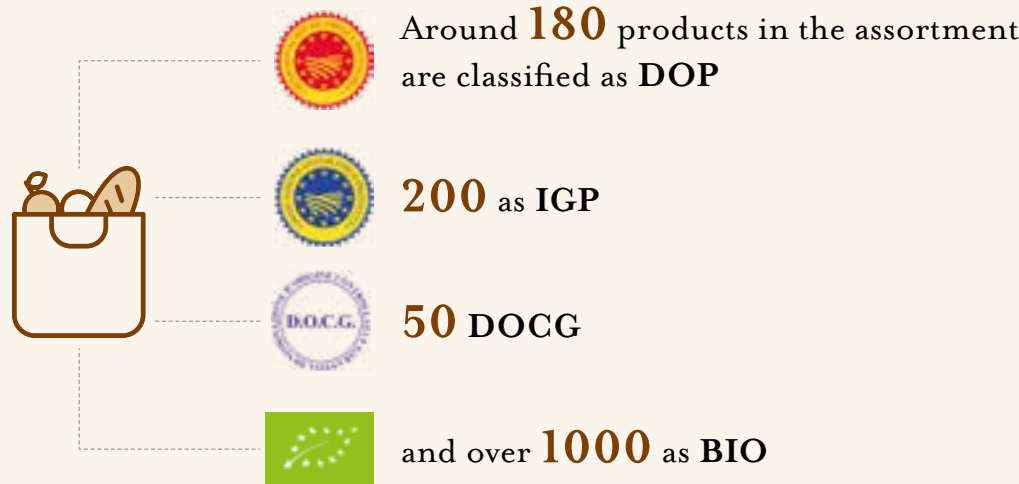 Around 180 products in the assortment
are classified as DOP
200 as IGP
D.O.C.G.
50 DOCG
and over 1000 as BIO